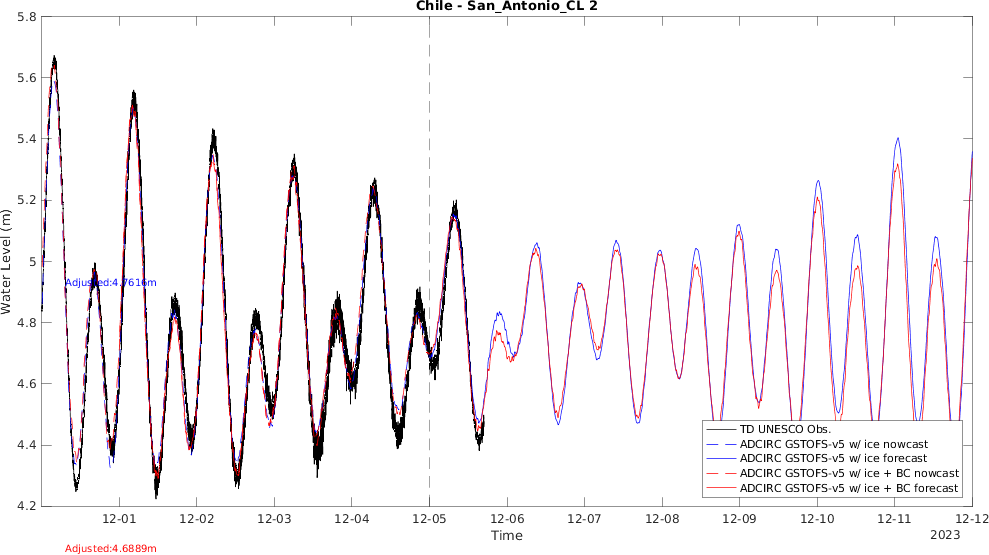 Chile - San_Antonio_CL 2
5.8
5.6
5.4
5.2
5
4.8
4.6
4.4
4.2
Water Level (m)
Adjusted:4.7616m
TD UNESCO Obs.
ADCIRC GSTOFS-v5 w/ ice nowcast
ADCIRC GSTOFS-v5 w/ ice forecast
ADCIRC GSTOFS-v5 w/ ice + BC nowcast
ADCIRC GSTOFS-v5 w/ ice + BC forecast
12-01 12-02 12-03 12-04 12-05 12-06 12-07 12-08 12-09 12-10 12-11 12-12
Time
2023
Adjusted:4.6889m